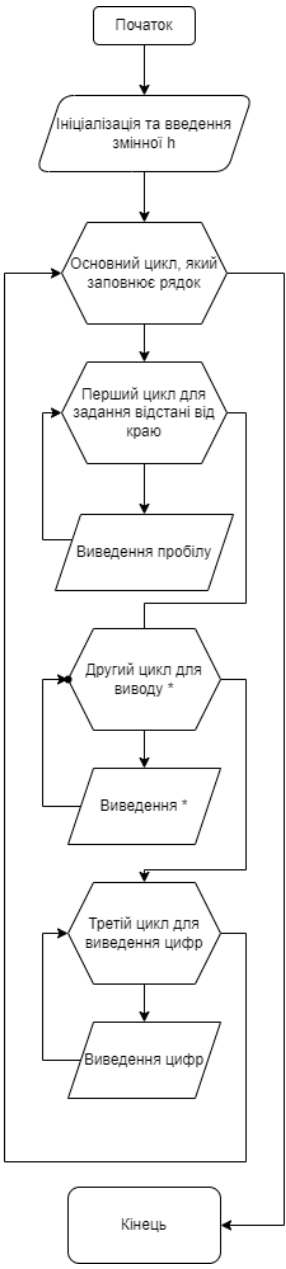 Початок
Ініціалізація та введення
змінної h
Основний цикл, який
заповнює рядок
Перший цикл для
задання відстані від
краю
Виведення пробілу
Другий цикл для
виводу *
Виведення *
Третій цикл для
виведення цифр
Виведення цифр
Кінець